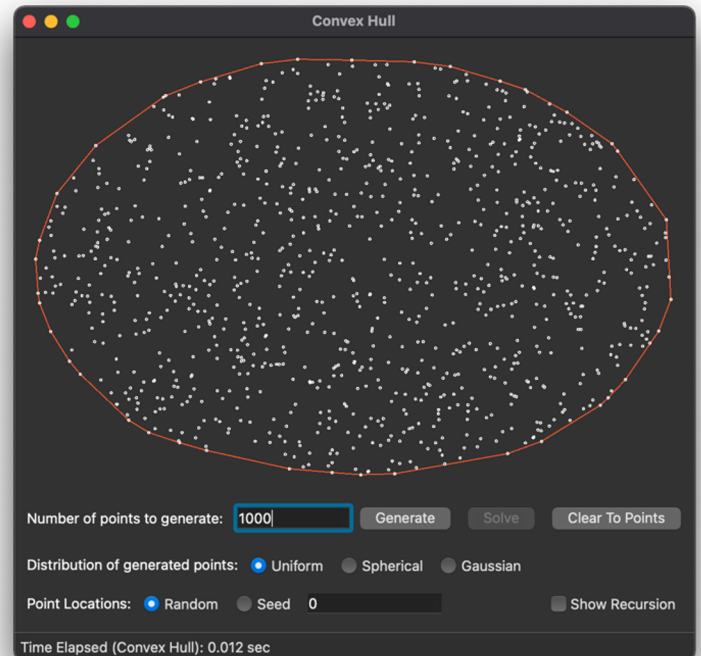 Convex Hull
Number of points to generate: 1000 Generate Solve Clear To Points
Distribution of generated points: Uniform Spherical Gaussian
Point Locations: Random Seed 0 Show Recursion
Time Elapsed (Convex Hull): 0.012 sec